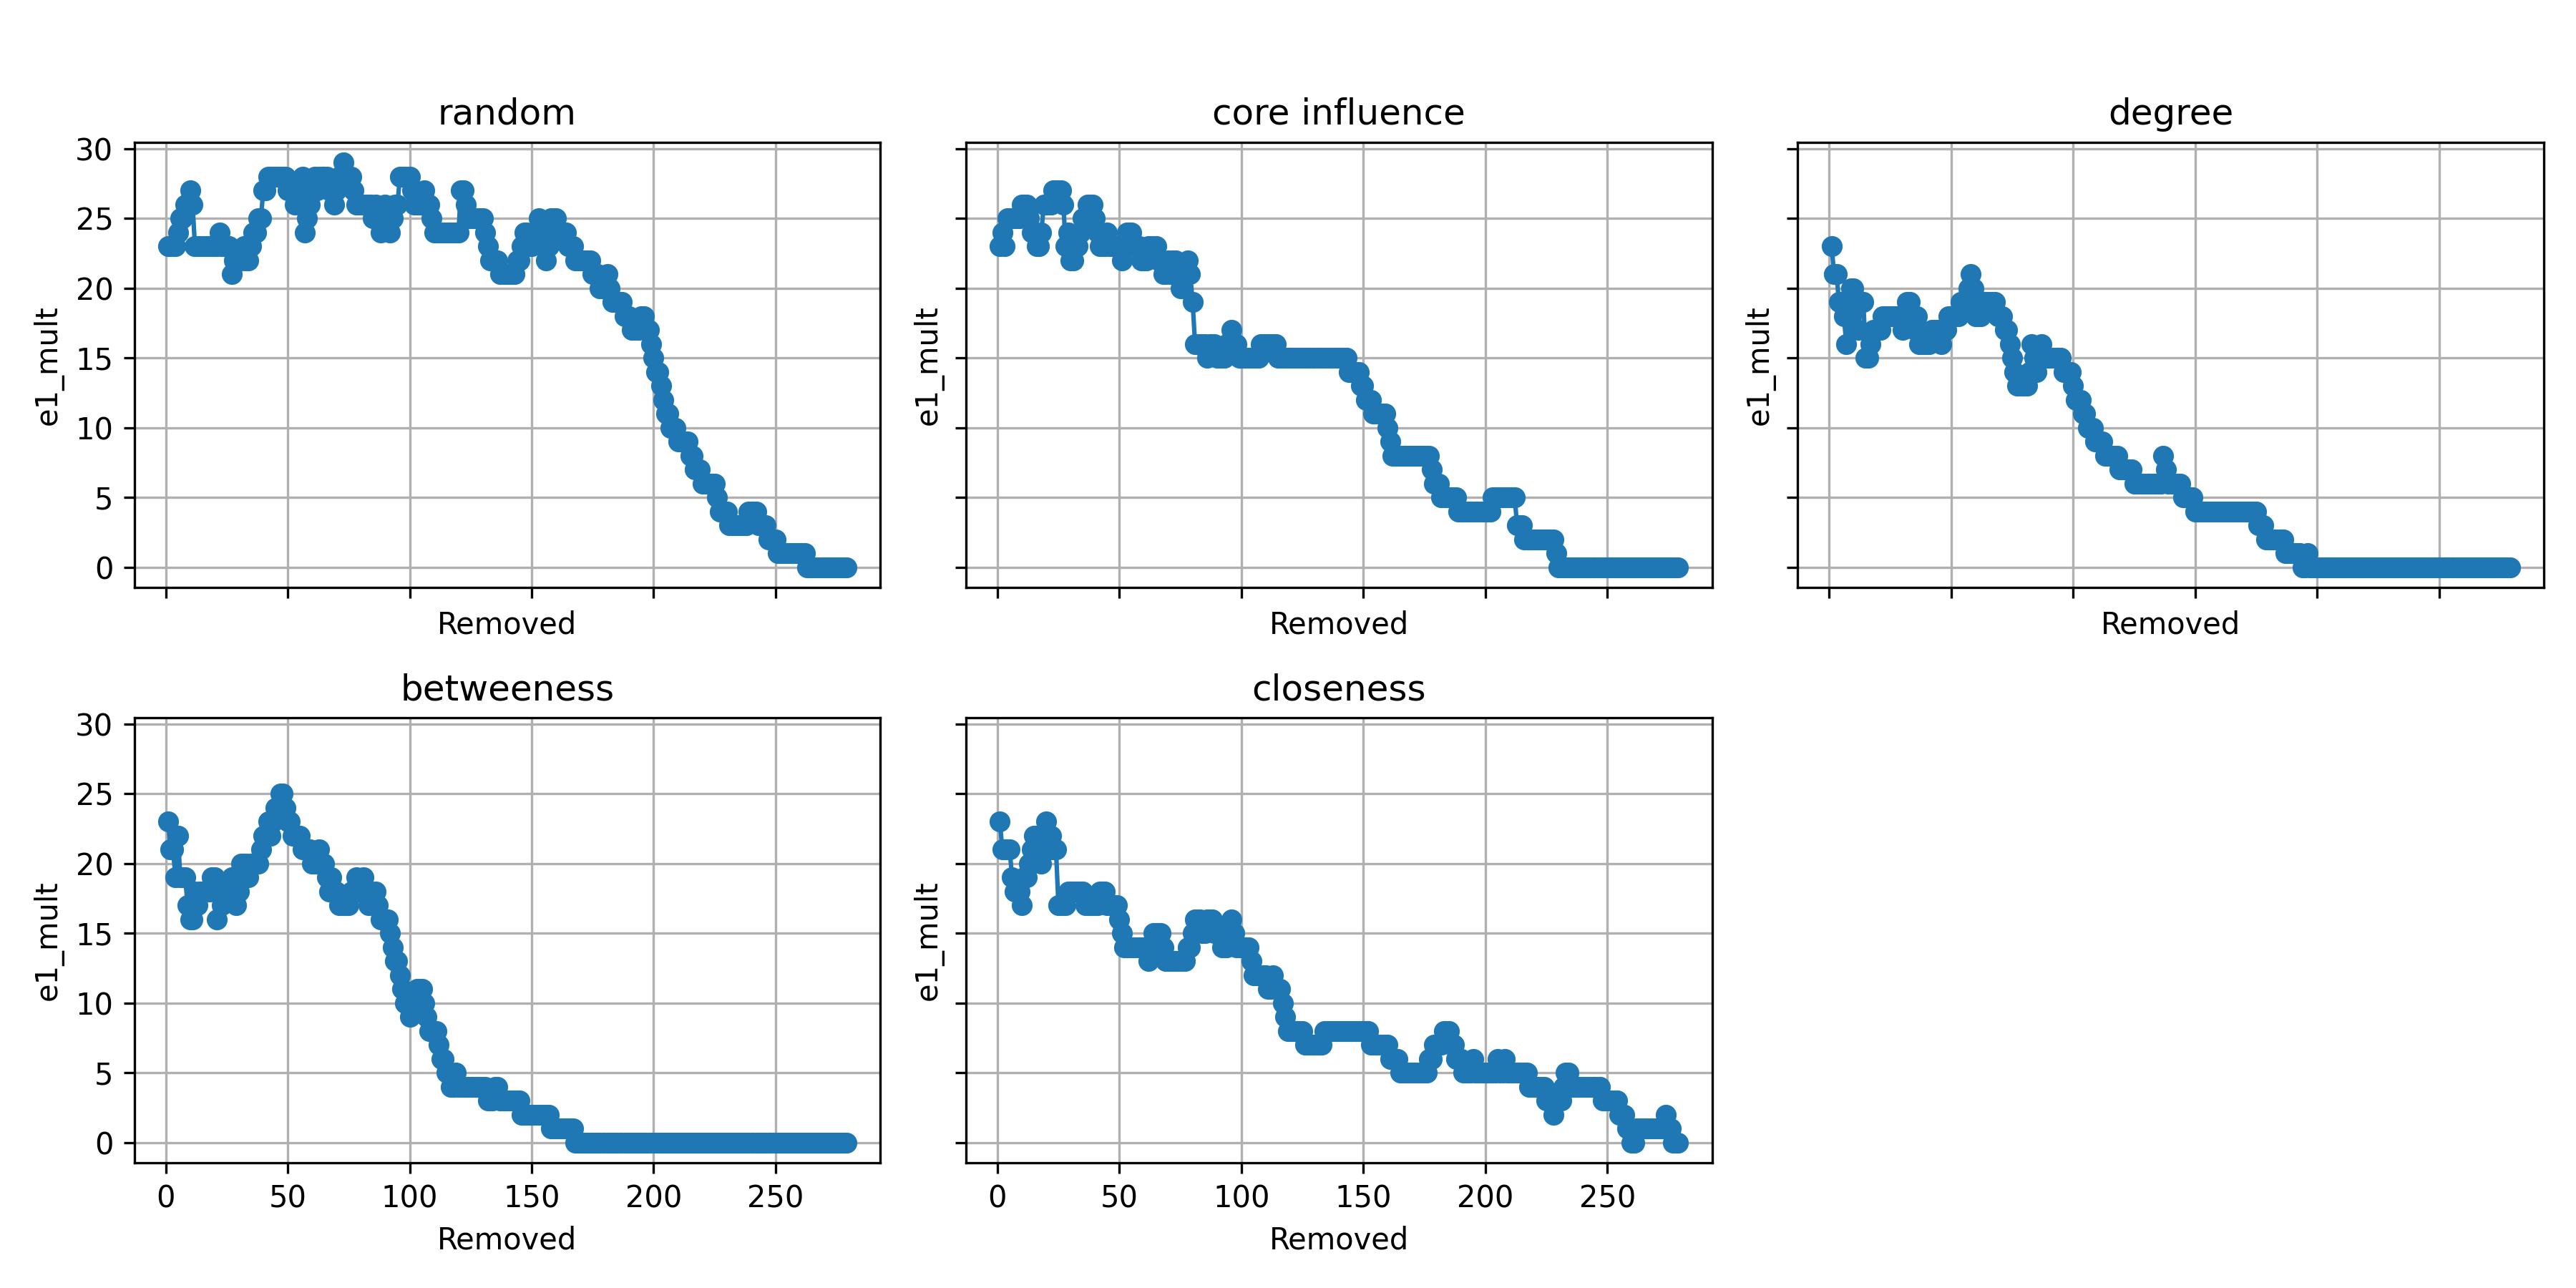 random
core influence
degree
30
25
20
15
10
5
0
e1_mult
e1_mult
e1_mult
Removed
Removed
Removed
betweeness
closeness
30
25
20
15
10
5
0
e1_mult
e1_mult
0 50 100 150 200 250
0 50 100 150 200 250
Removed
Removed